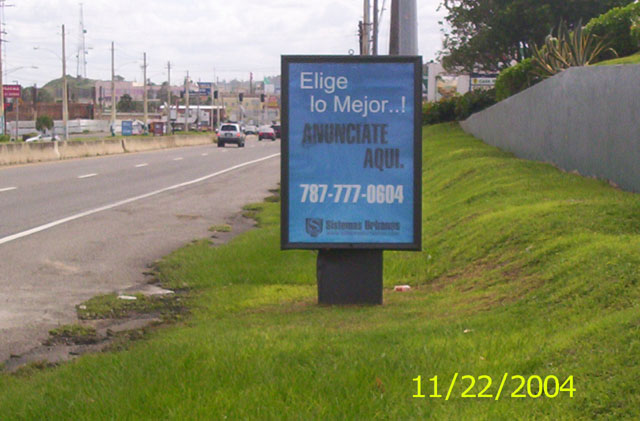 Elige
lo Mejor..!
ANUNCIATE
AQUI.
787-777-0604
Sistemas Urbanos
11/22/2004